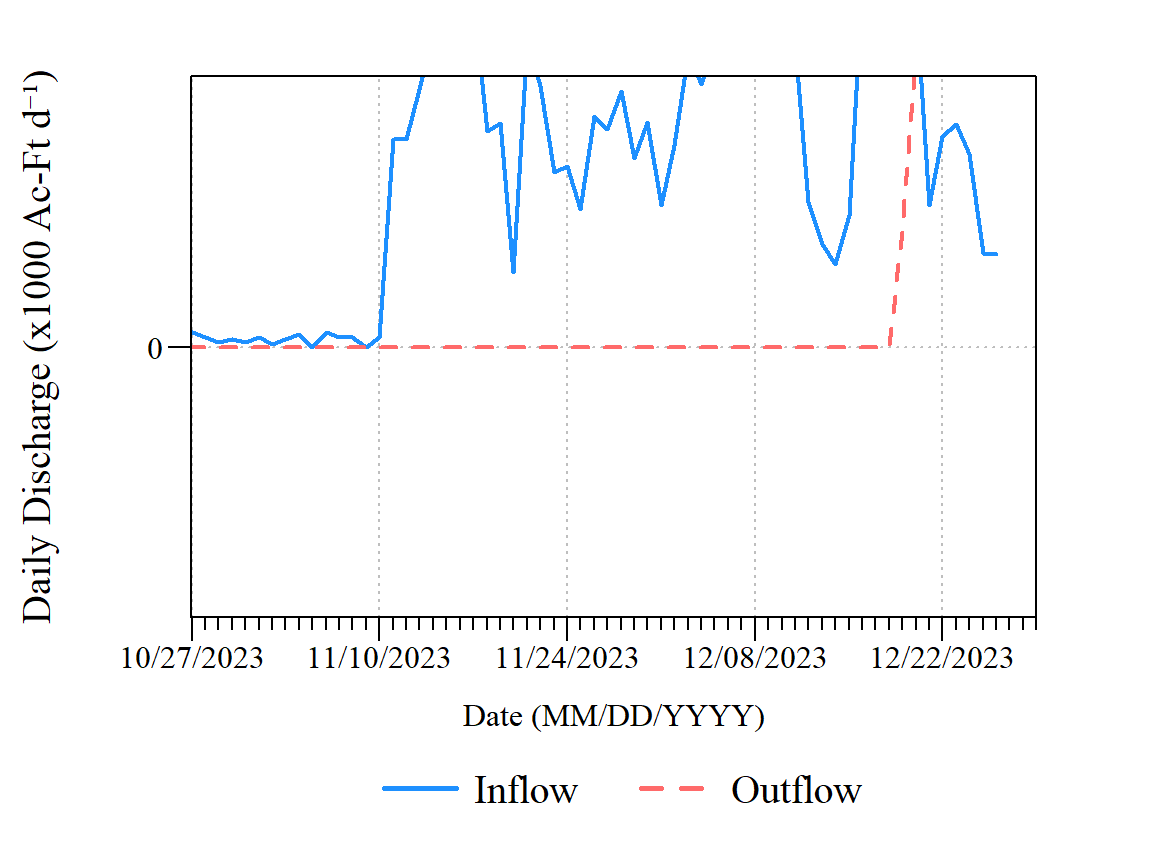 Daily Discharge (x1000 Ac-Ft d⁻¹)
0
10/27/2023 11/10/2023 11/24/2023 12/08/2023 12/22/2023
Date (MM/DD/YYYY)
Inflow Outflow